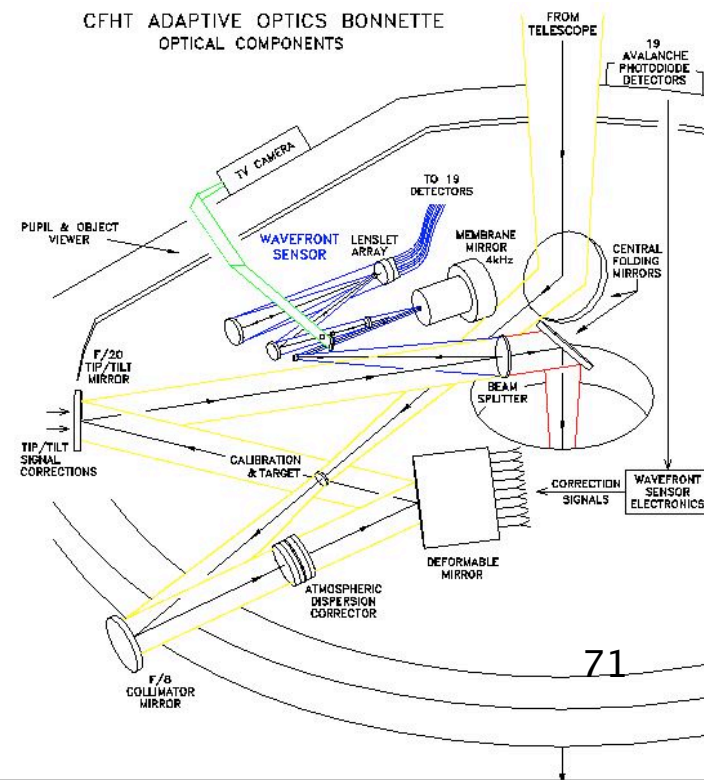 CFHT ADAPTIVE OPTICS BONNETTE
OPTICAL COMPONENTS
FROM
TELESCOPE
19
AVALANCHE
PHOTODIODE
DETECTORS
TV CAMERA
TO 19
DETECTORS
PUPIL & OBJECT
VIEWER
WAVEFRONT
SENSOR
LENSLET
ARRAY
MEMBRANE
MIRROR
4kHz
CENTRAL
FOLDING
MIRRORS
F/20
TIP/TILT
MIRROR
BEAM
SPLITTER
TIP/TILT
SIGNAL
CORRECTIONS
CALIBRATION
& TARGET
CORRECTION
SIGNALS
WAVEFRONT
SENSOR
ELECTRONICS
DEFORMABLE
MIRROR
ATMOSPHERIC
DISPERSION
CORRECTOR
F/8
COLLIMATOR
MIRROR
71